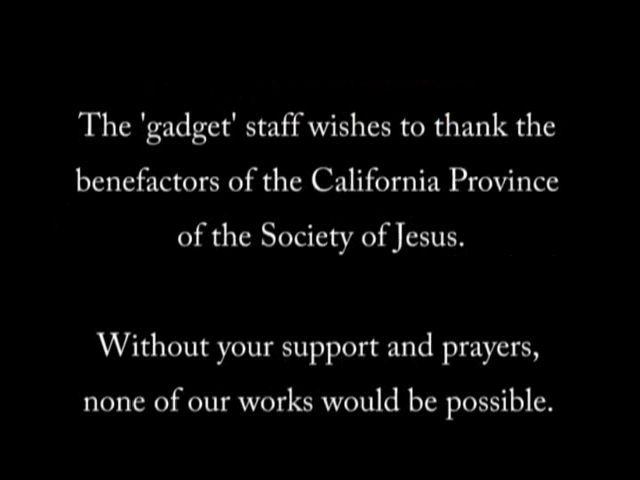 The 'gadget' staff wishes to thank the
benefactors of the California Province
of the Society of Jesus.
Without your support and prayers,
none of our works would be possible.